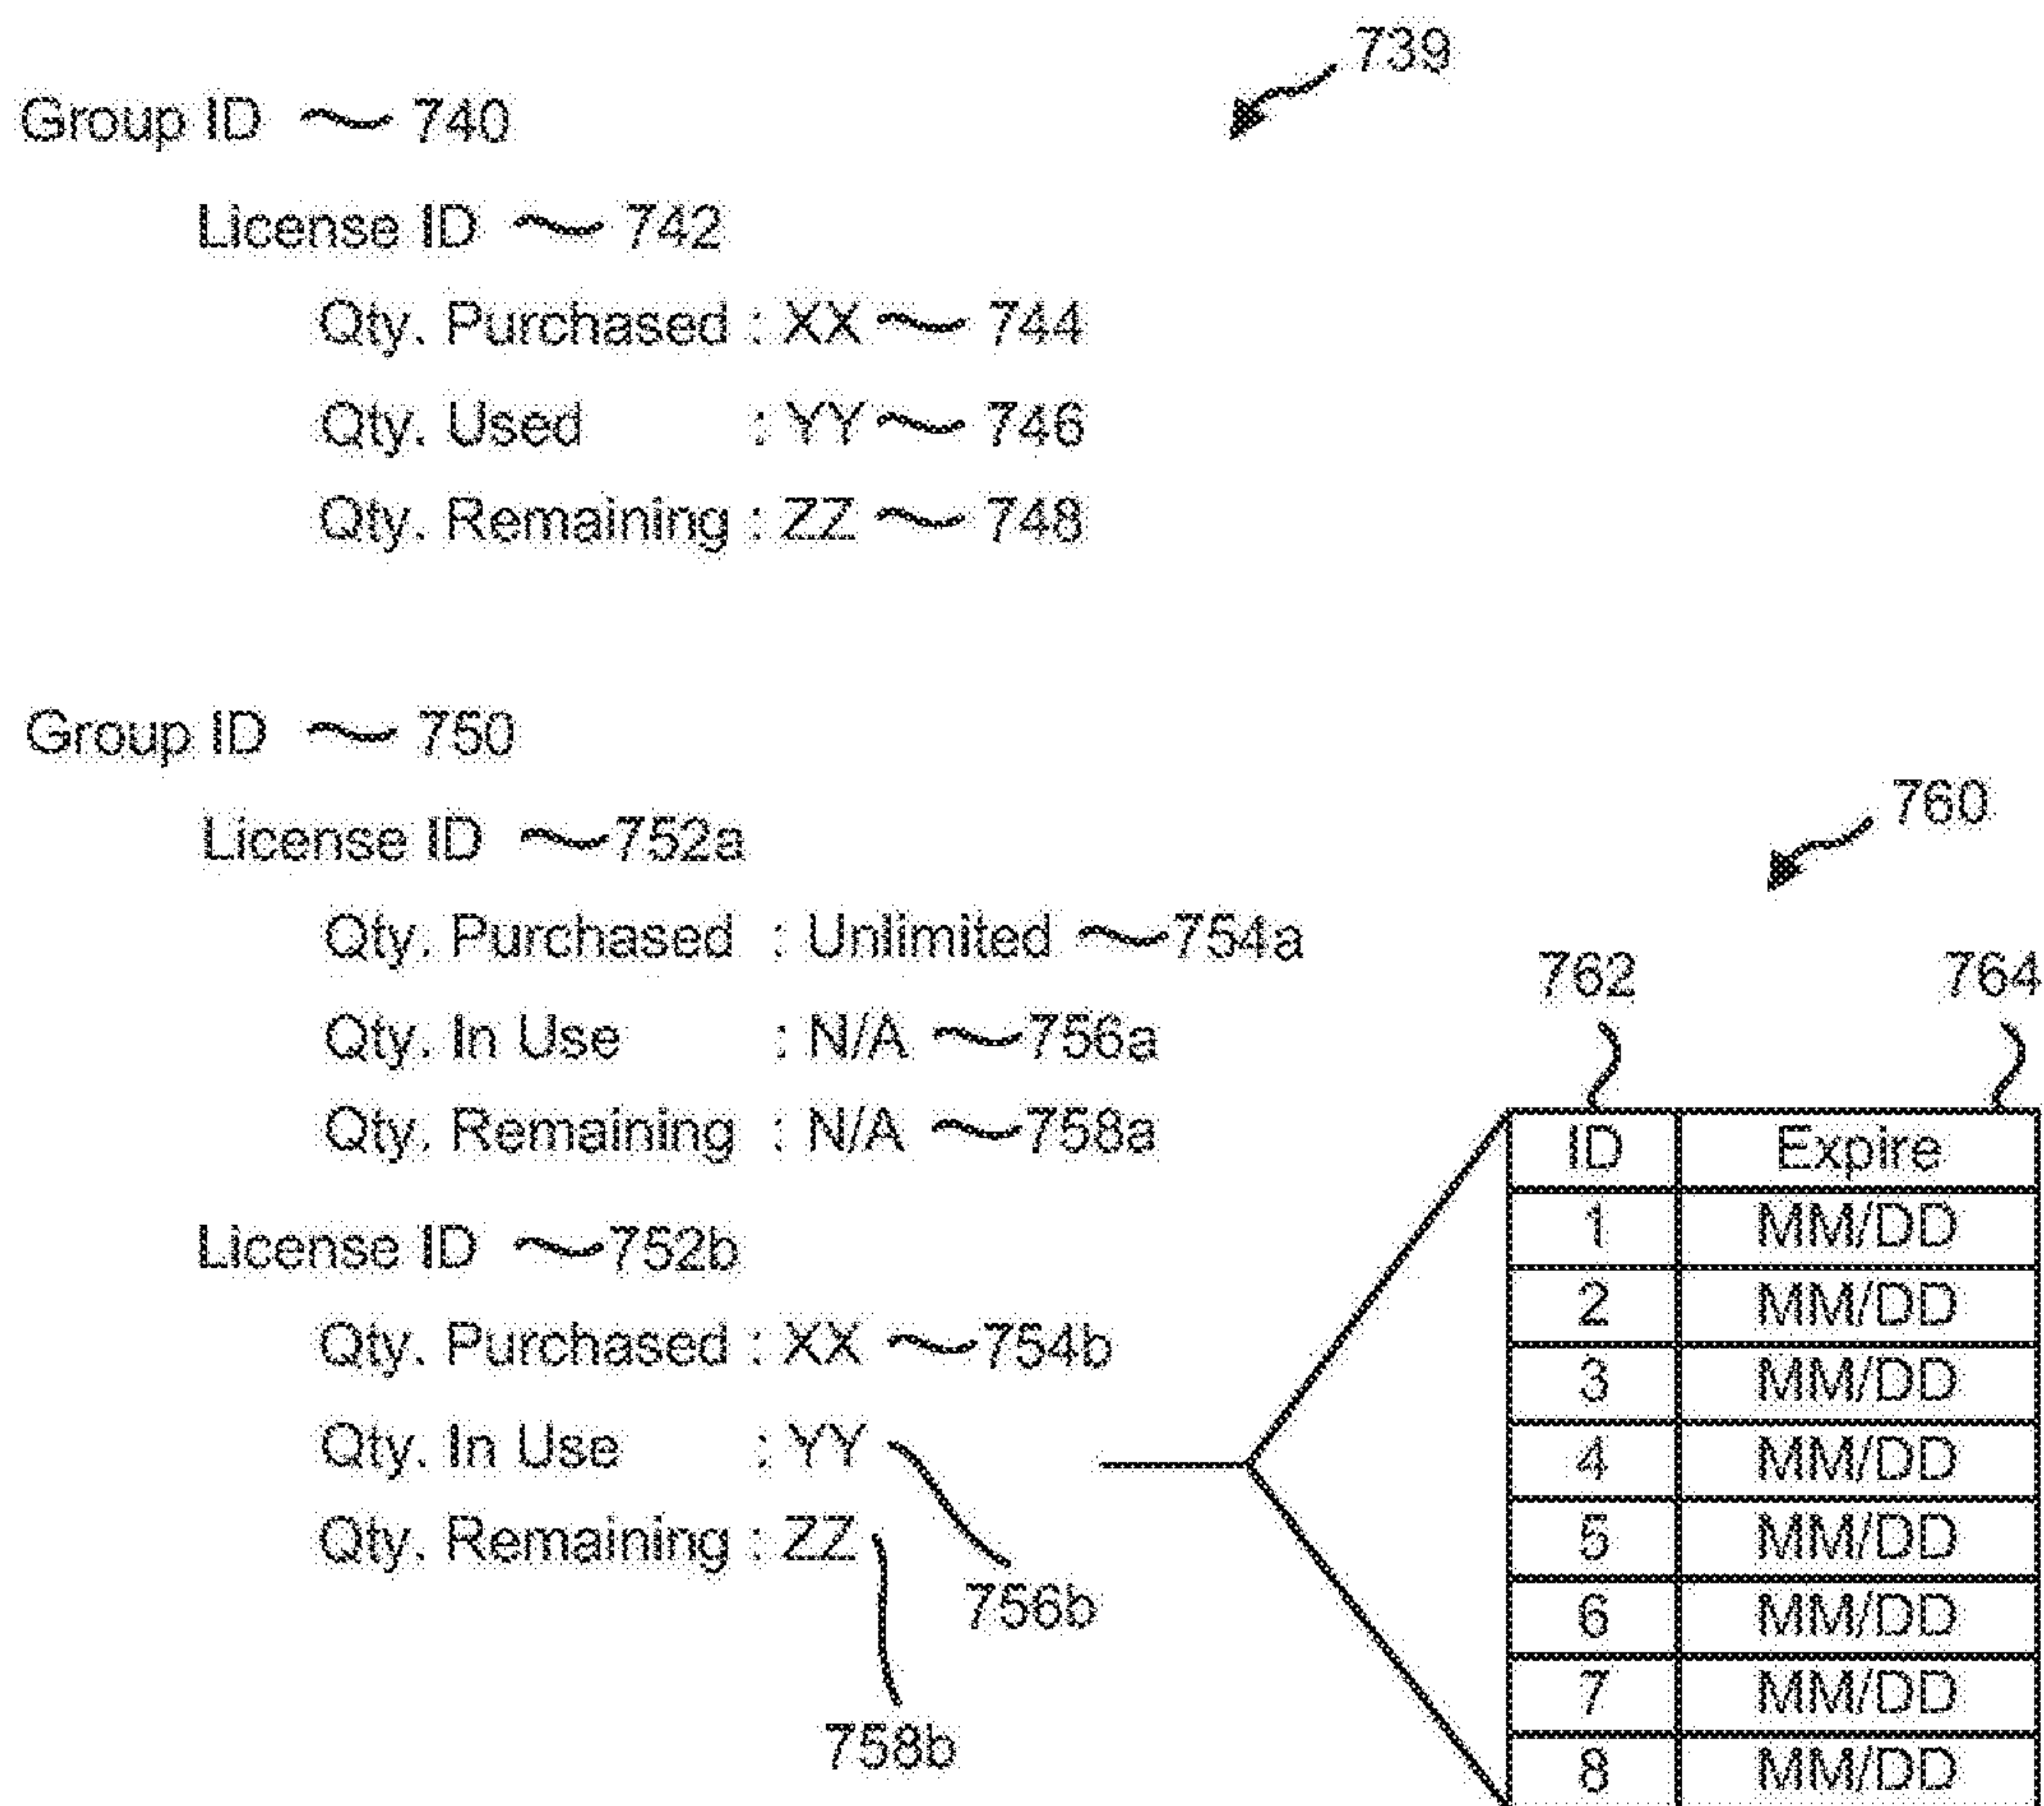 739
Group ID 740
License ID 742
Qty. Purchased : XX 744
Qty. Used : YY 746
Qty. Remaining : ZZ 748
Group ID 750
License ID 752a
Qty. Purchased : Unlimited 754a
Qty. In Use : N/A 756a
Qty. Remaining : N/A 758a
License ID 752b
Qty. Purchased : XX 754b
Qty. In Use : YY
756b
Qty. Remaining : ZZ
758b
760
762 764
ID Expire
1 MM/DD
2 MM/DD
3 MM/DD
4 MM/DD
5 MM/DD
6 MM/DD
7 MM/DD
8 MM/DD